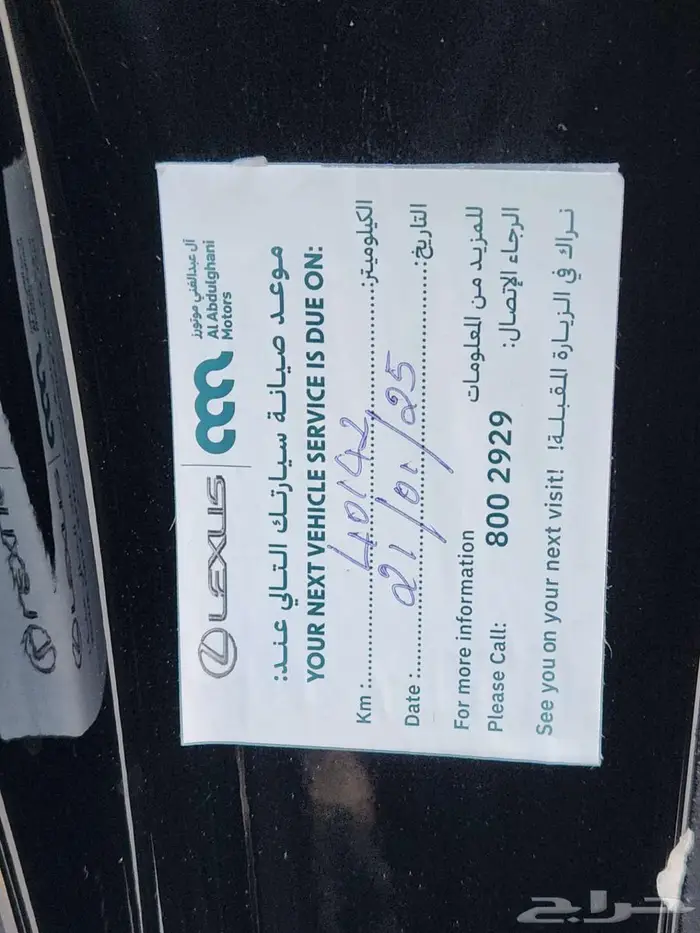 LEXUS
آل عبدالغني موتورز
Al Abdulghani
Motors
موعد صيانة سيارتك التالي عند:
YOUR NEXT VEHICLE SERVICE IS DUE ON:
Km :........ 40142 ........الكيلوميتر:
Date :........ 21/01/25 ........التاريخ:
For more information للمزيد من المعلومات
Please Call: 800 2929 الرجاء الإتصال:
See you on your next visit! نراك في الزيارة المقبلة!
حراج